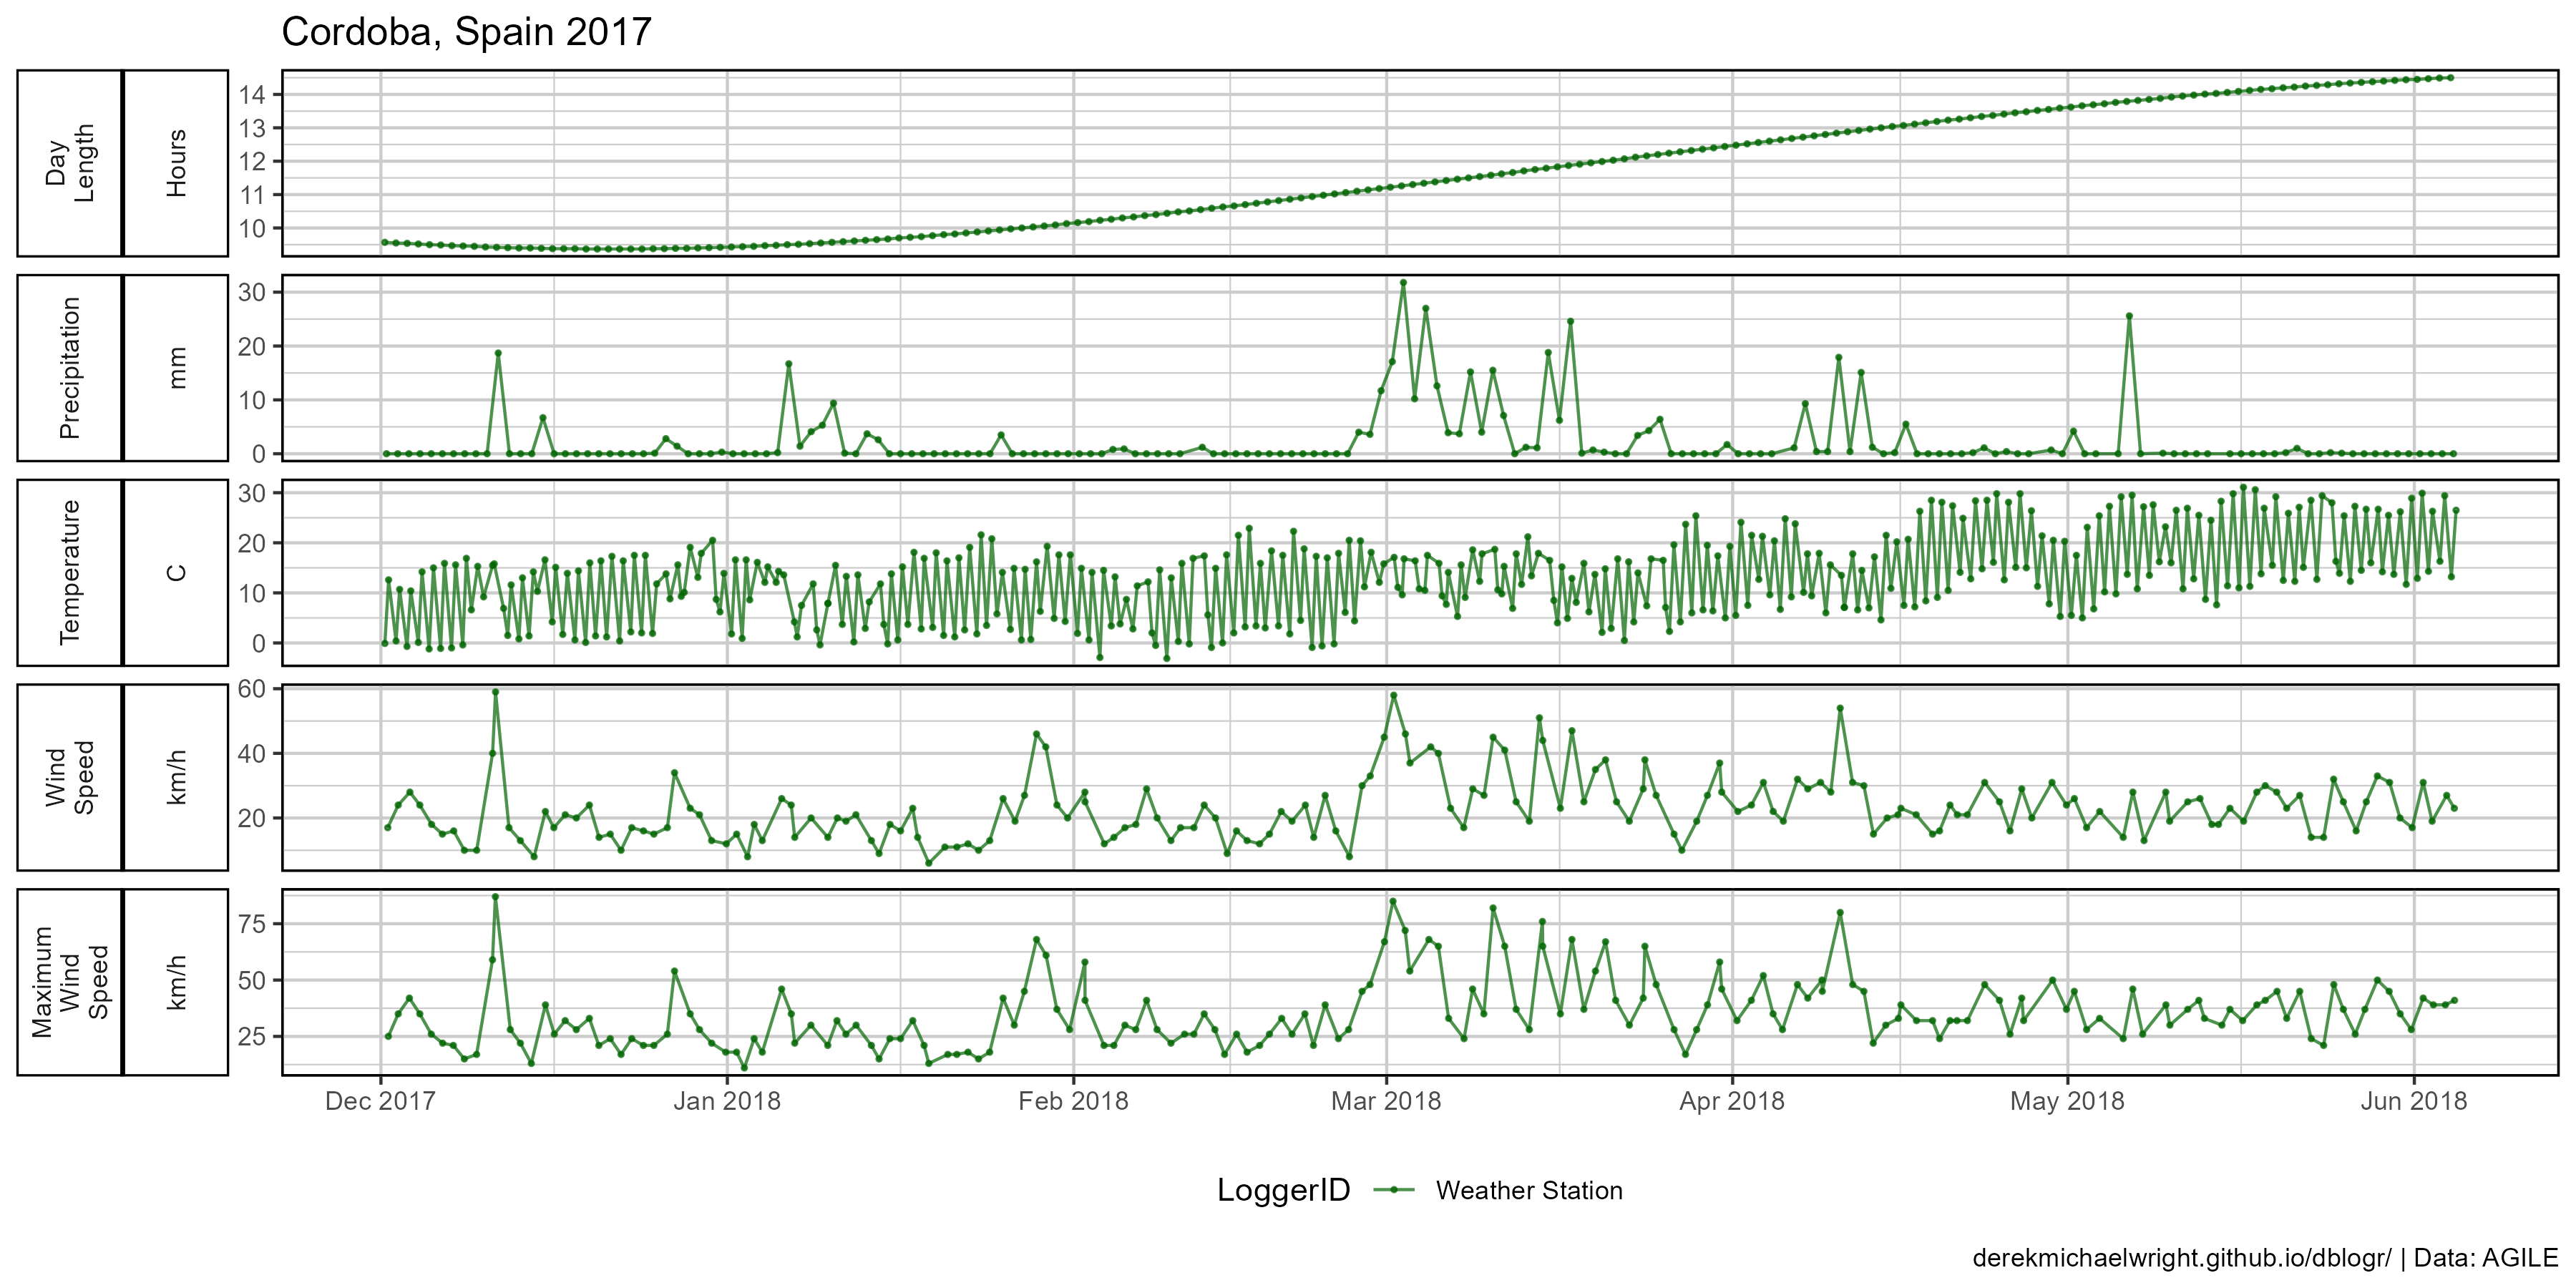 Cordoba, Spain 2017
Day
Length
Hours
14
13
12
11
10
Precipitation
mm
30
20
10
0
Temperature
C
30
20
10
0
Wind
Speed
km/h
60
40
20
Maximum
Wind
Speed
km/h
75
50
25
Dec 2017
Jan 2018
Feb 2018
Mar 2018
Apr 2018
May 2018
Jun 2018
LoggerID
Weather Station
derekmichaelwright.github.io/dblogr/ | Data: AGILE